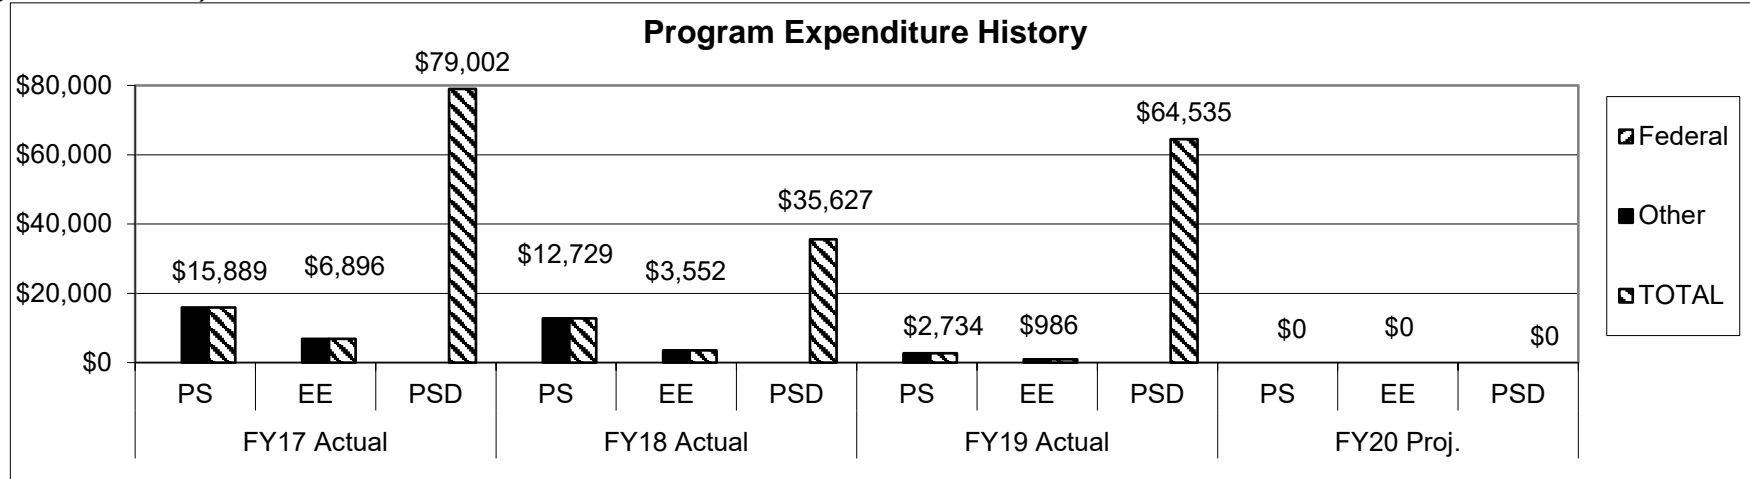 Program Expenditure History
$79,002
$80,000
$64,535
Federal
$60,000
$35,627
Other
$40,000
$15,889 $6,896 $12,729 $3,552
$20,000
TOTAL
$2,734 $986 $0 $0 $0
$0
PS EE PSD PS EE PSD PS EE PSD PS EE PSD
FY17 Actual FY18 Actual FY19 Actual FY20 Proj.